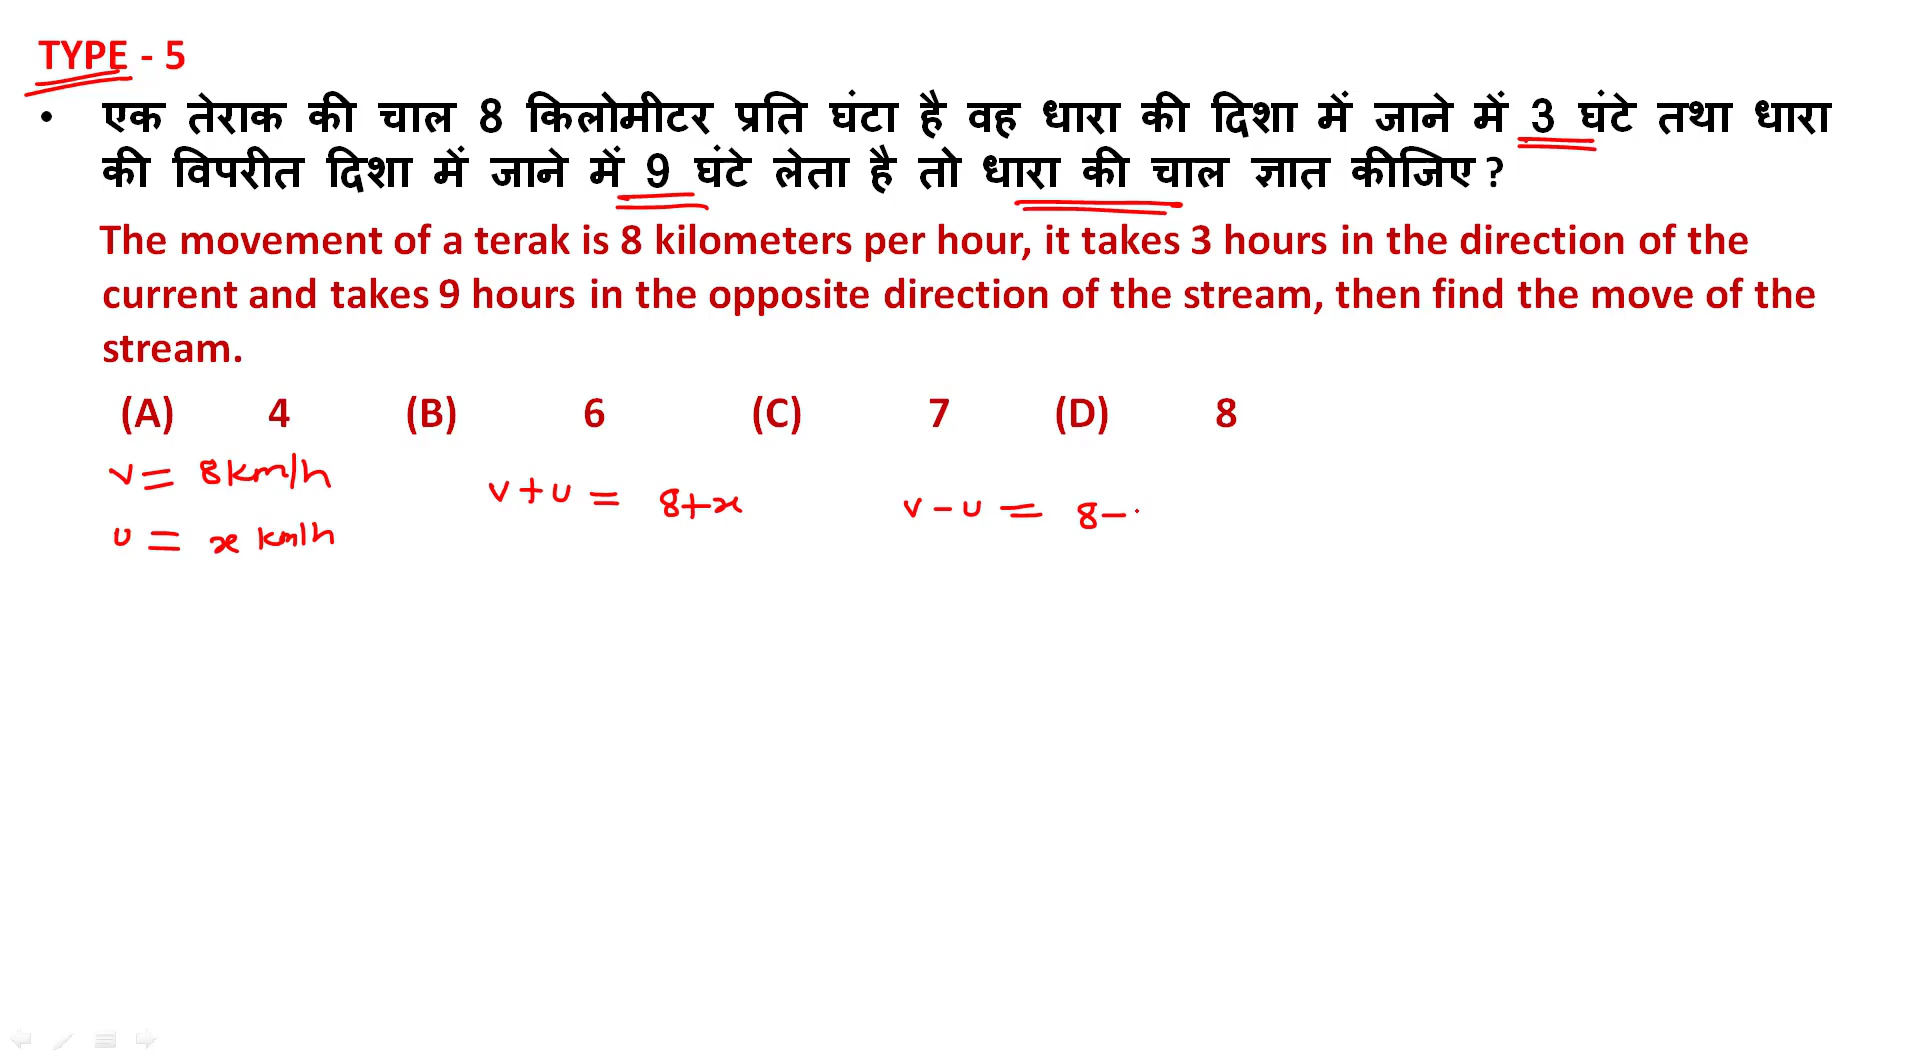 TYPE - 5
• एक तेराक की चाल 8 किलोमीटर प्रति घंटा है वह धारा की दिशा में जाने में 3 घंटे तथा धारा
की विपरीत दिशा में जाने में 9 घंटे लेता है तो धारा की चाल ज्ञात कीजिए ?
The movement of a terak is 8 kilometers per hour, it takes 3 hours in the direction of the
current and takes 9 hours in the opposite direction of the stream, then find the move of the
stream.
(A) 4 (B) 6 (C) 7 (D) 8
v = 8 km/h
v + u = 8+x
v - u = 8-
u = x km/h